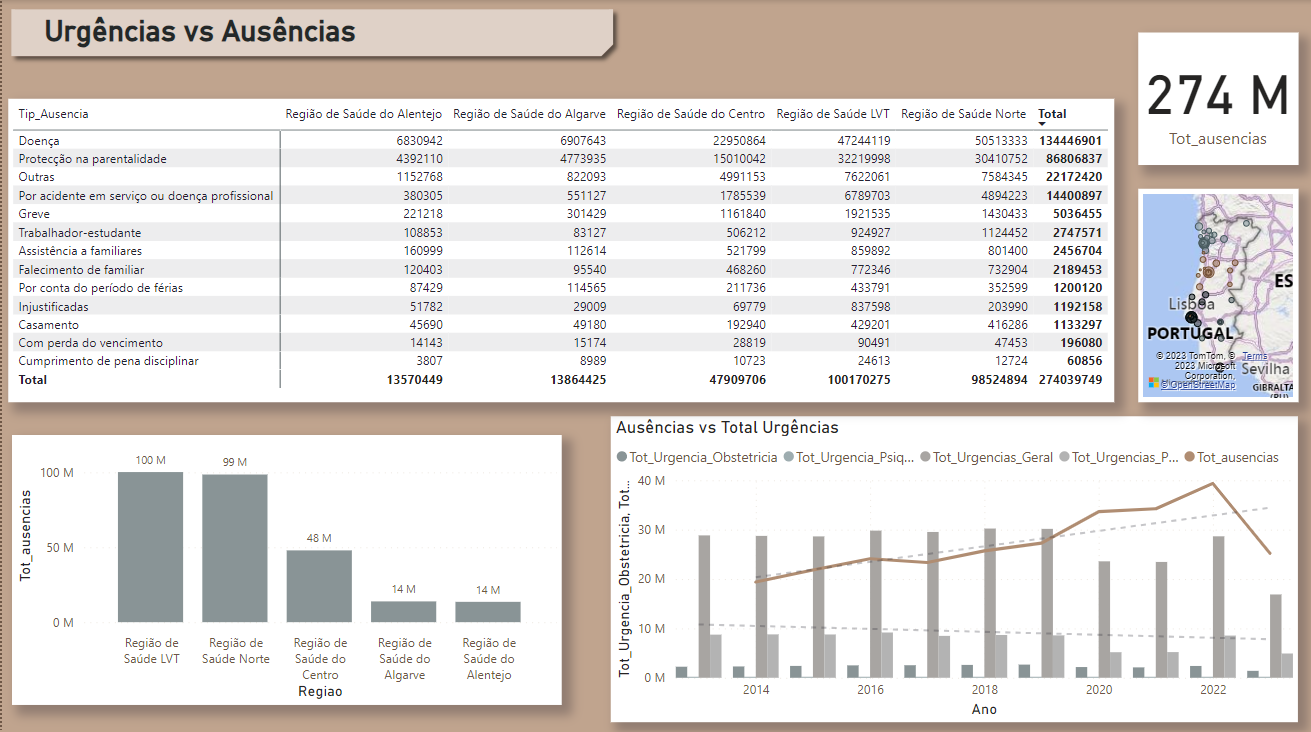 Urgências vs Ausências
274 M
Tot_ausencias
Tip_Ausencia Região de Saúde do Alentejo Região de Saúde do Algarve Região de Saúde do Centro Região de Saúde LVT Região de Saúde Norte Total
Doença 6830942 6907643 22950864 47244119 50513333 134446901
Protecção na parentalidade 4392110 4773935 15010042 32219998 30410752 86806837
Outras 1152768 822093 4991153 7622061 7584345 22172420
Por acidente em serviço ou doença profissional 380305 551127 1785539 6789703 4894223 14400897
Greve 221218 301429 1161840 1921535 1430433 5036455
Trabalhador-estudante 108853 83127 506212 924927 1124452 2747571
Assistência a familiares 160999 112614 521799 859892 801400 2456704
Falecimento de familiar 120403 95540 468260 772346 732904 2189453
Por conta do período de férias 87429 114565 211736 433791 352599 1200120
Injustificadas 51782 29009 69779 837598 203990 1192158
Casamento 45690 49180 192940 429201 416286 1133297
Com perda do vencimento 14143 15174 28819 90491 47453 196080
Cumprimento de pena disciplinar 3807 8989 10723 24613 12724 60856
Total 13570449 13864425 47909706 100170275 98524894 274039749
ES
Lisboa
PORTUGAL
© 2023 TomTom, © 2023 Microsoft Corporation,
Terms
© OpenStreetMap
Sevilha
GIBRALTA
Tot_ausencias
100 M
50 M
0 M
100 M
99 M
48 M
14 M
14 M
Região de Saúde LVT
Região de Saúde Norte
Região de Saúde do Centro
Região de Saúde do Algarve
Região de Saúde do Alentejo
Regiao
Ausências vs Total Urgências
Tot_Urgencia_Obstetricia Tot_Urgencia_Psiq... Tot_Urgencias_Geral Tot_Urgencias_P... Tot_ausencias
Tot_Urgencia_Obstetricia, Tot...
40 M
30 M
20 M
10 M
0 M
2014 2016 2018 2020 2022
Ano